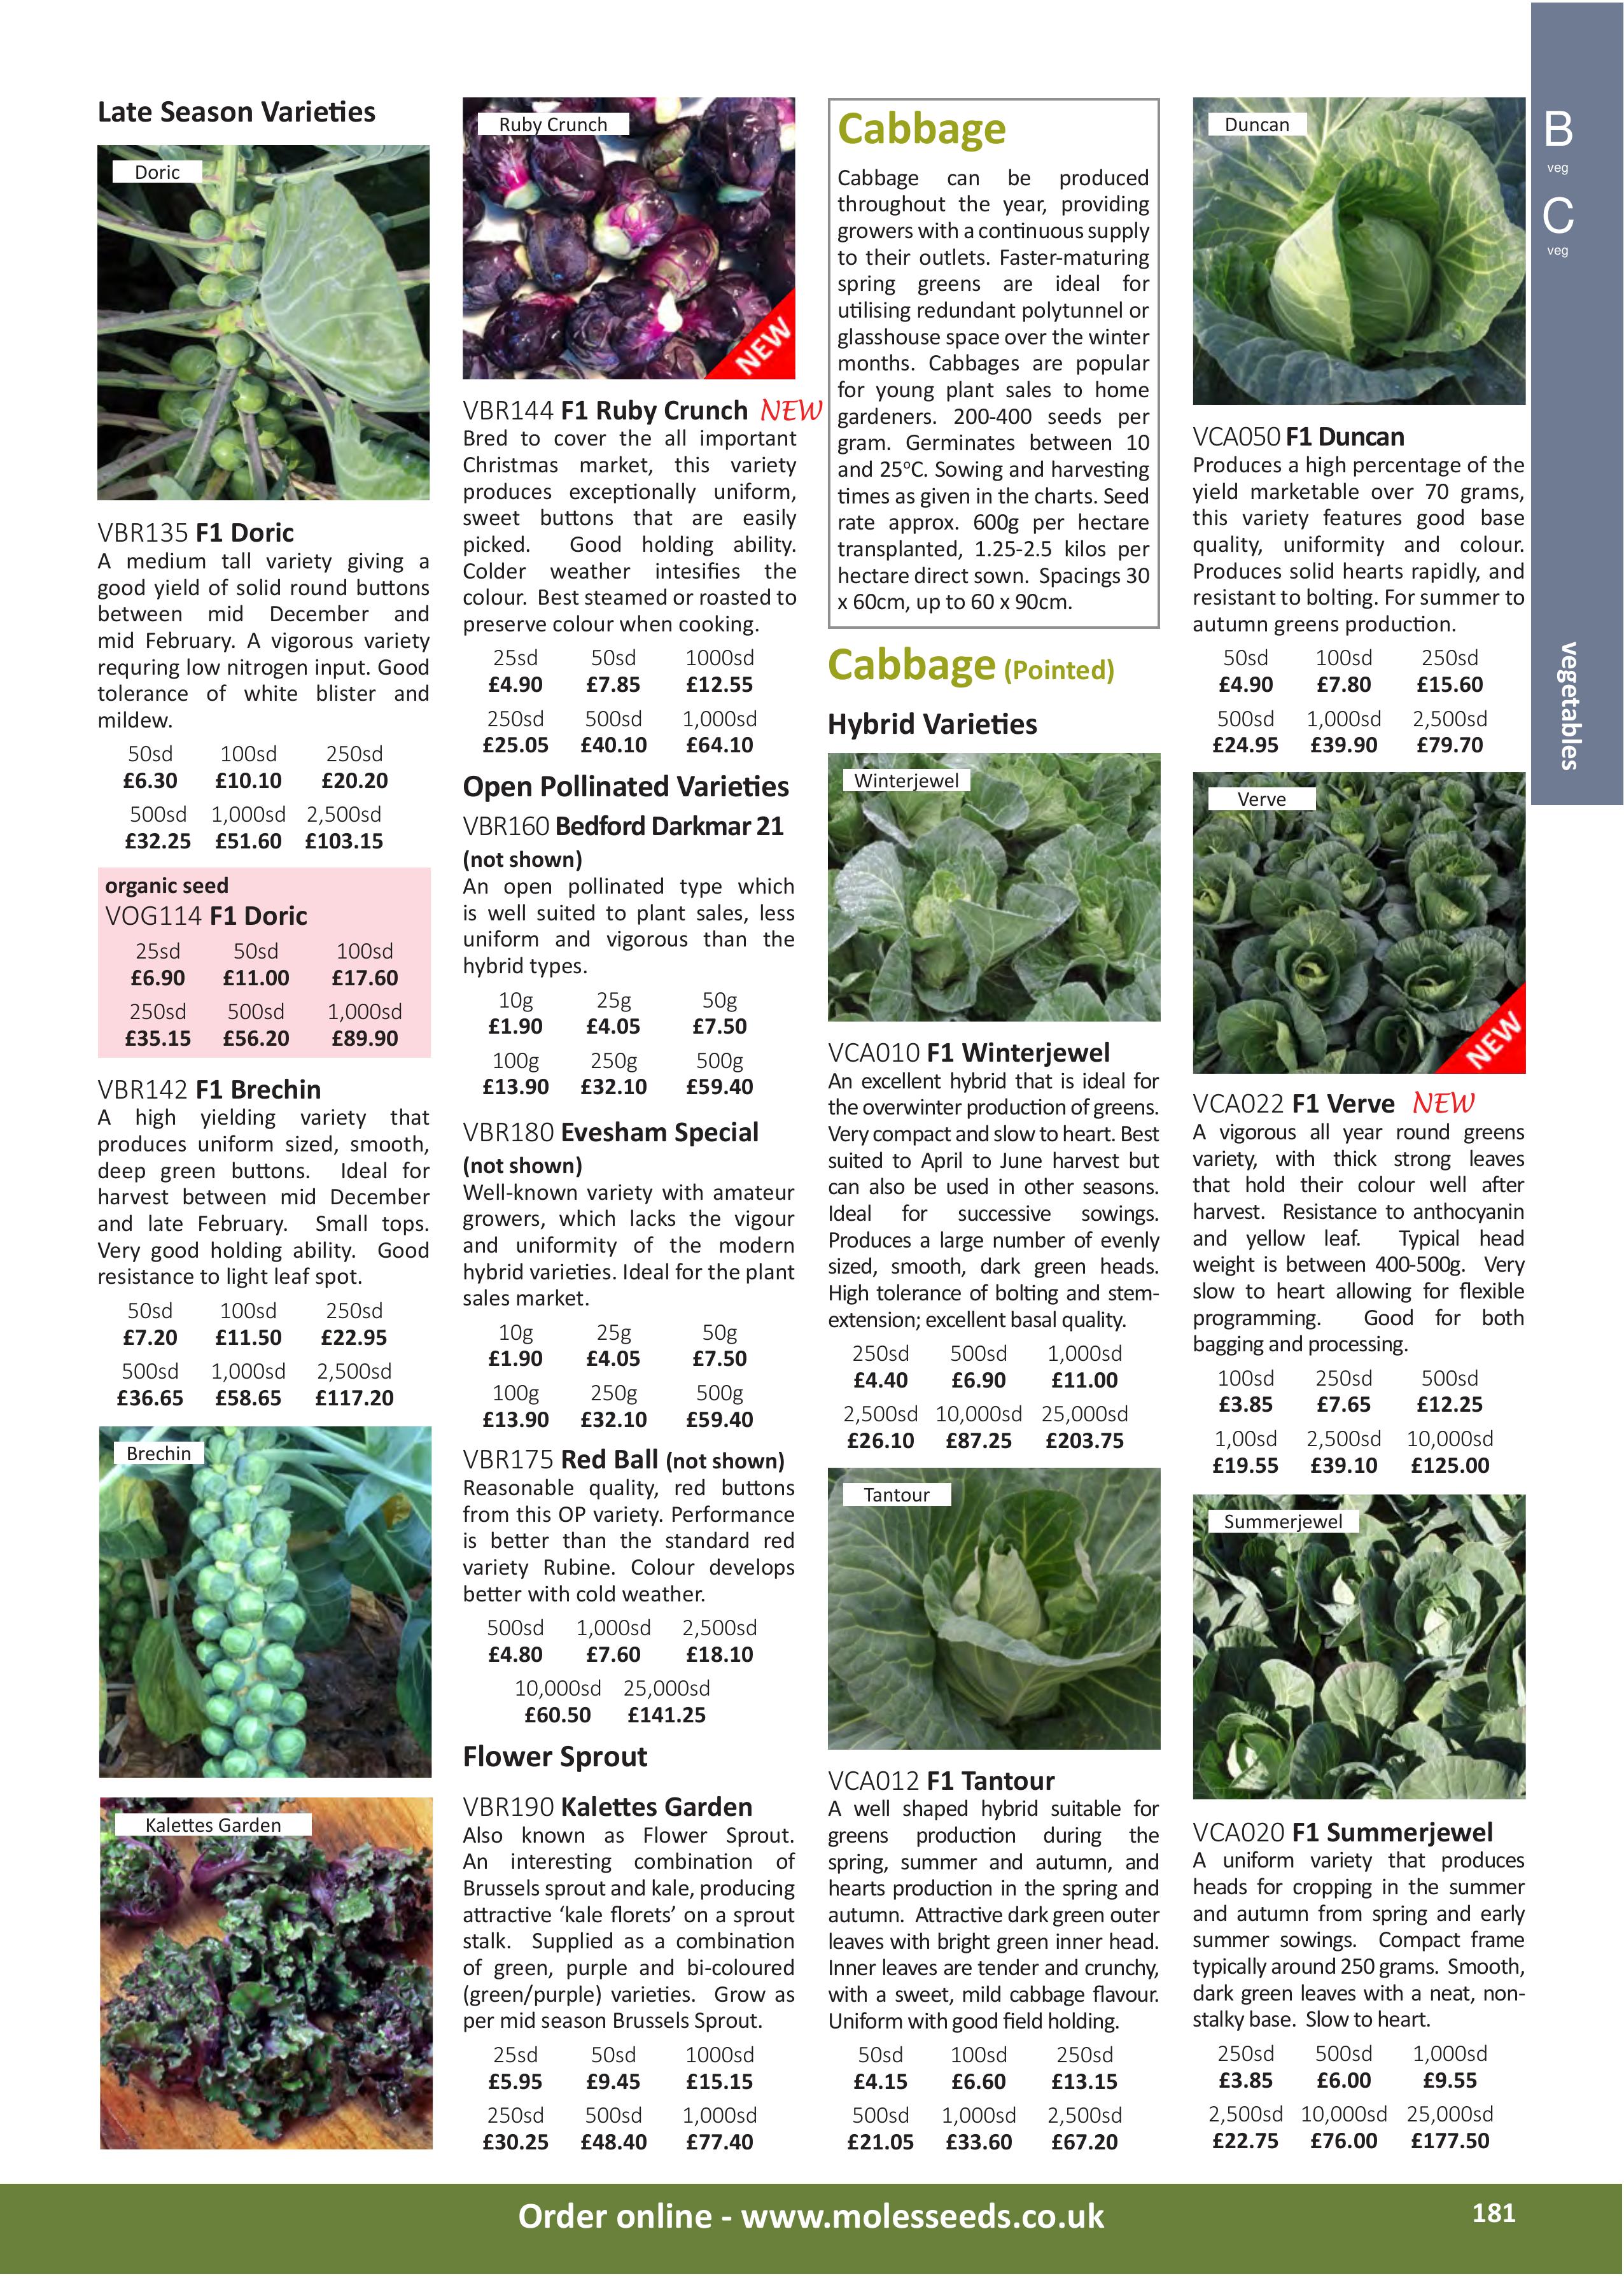 Late Season Varieties
Doric
VBR135 F1 Doric
A medium tall variety giving a
good yield of solid round buttons
between mid December and
mid February. A vigorous variety
requring low nitrogen input. Good
tolerance of white blister and
mildew.
50sd 100sd 250sd
£6.30 £10.10 £20.20
500sd 1,000sd 2,500sd
£32.25 £51.60 £103.15
organic seed
VOG114 F1 Doric
25sd 50sd 100sd
£6.90 £11.00 £17.60
250sd 500sd 1,000sd
£35.15 £56.20 £89.90
VBR142 F1 Brechin
A high yielding variety that
produces uniform sized, smooth,
deep green buttons. Ideal for
harvest between mid December
and late February. Small tops.
Very good holding ability. Good
resistance to light leaf spot.
50sd 100sd 250sd
£7.20 £11.50 £22.95
500sd 1,000sd 2,500sd
£36.65 £58.65 £117.20
Brechin
Kalettes Garden
Ruby Crunch
NEW
VBR144 F1 Ruby Crunch NEW
Bred to cover the all important
Christmas market, this variety
produces exceptionally uniform,
sweet buttons that are easily
picked. Good holding ability.
Colder weather intesifies the
colour. Best steamed or roasted to
preserve colour when cooking.
25sd 50sd 1000sd
£4.90 £7.85 £12.55
250sd 500sd 1,000sd
£25.05 £40.10 £64.10
Open Pollinated Varieties
VBR160 Bedford Darkmar 21
(not shown)
An open pollinated type which
is well suited to plant sales, less
uniform and vigorous than the
hybrid types.
10g 25g 50g
£1.90 £4.05 £7.50
100g 250g 500g
£13.90 £32.10 £59.40
VBR180 Evesham Special
(not shown)
Well-known variety with amateur
growers, which lacks the vigour
and uniformity of the modern
hybrid varieties. Ideal for the plant
sales market.
10g 25g 50g
£1.90 £4.05 £7.50
100g 250g 500g
£13.90 £32.10 £59.40
VBR175 Red Ball (not shown)
Reasonable quality, red buttons
from this OP variety. Performance
is better than the standard red
variety Rubine. Colour develops
better with cold weather.
500sd 1,000sd 2,500sd
£4.80 £7.60 £18.10
10,000sd 25,000sd
£60.50 £141.25
Flower Sprout
VBR190 Kalettes Garden
Also known as Flower Sprout.
An interesting combination of
Brussels sprout and kale, producing
attractive ‘kale florets’ on a sprout
stalk. Supplied as a combination
of green, purple and bi-coloured
(green/purple) varieties. Grow as
per mid season Brussels Sprout.
25sd 50sd 1000sd
£5.95 £9.45 £15.15
250sd 500sd 1,000sd
£30.25 £48.40 £77.40
Cabbage
Cabbage can be produced
throughout the year, providing
growers with a continuous supply
to their outlets. Faster-maturing
spring greens are ideal for
utilising redundant polytunnel or
glasshouse space over the winter
months. Cabbages are popular
for young plant sales to home
gardeners. 200-400 seeds per
gram. Germinates between 10
and 25°C. Sowing and harvesting
times as given in the charts. Seed
rate approx. 600g per hectare
transplanted, 1.25-2.5 kilos per
hectare direct sown. Spacings 30
x 60cm, up to 60 x 90cm.
Cabbage (Pointed)
Hybrid Varieties
Winterjewel
VCA010 F1 Winterjewel
An excellent hybrid that is ideal for
the overwinter production of greens.
Very compact and slow to heart. Best
suited to April to June harvest but
can also be used in other seasons.
Ideal for successive sowings.
Produces a large number of evenly
sized, smooth, dark green heads.
High tolerance of bolting and stem-
extension; excellent basal quality.
250sd 500sd 1,000sd
£4.40 £6.90 £11.00
2,500sd 10,000sd 25,000sd
£26.10 £87.25 £203.75
Tantour
VCA012 F1 Tantour
A well shaped hybrid suitable for
greens production during the
spring, summer and autumn, and
hearts production in the spring and
autumn. Attractive dark green outer
leaves with bright green inner head.
Inner leaves are tender and crunchy,
with a sweet, mild cabbage flavour.
Uniform with good field holding.
50sd 100sd 250sd
£4.15 £6.60 £13.15
500sd 1,000sd 2,500sd
£21.05 £33.60 £67.20
Duncan
VCA050 F1 Duncan
Produces a high percentage of the
yield marketable over 70 grams,
this variety features good base
quality, uniformity and colour.
Produces solid hearts rapidly, and
resistant to bolting. For summer to
autumn greens production.
50sd 100sd 250sd
£4.90 £7.80 £15.60
500sd 1,000sd 2,500sd
£24.95 £39.90 £79.70
Verve
NEW
VCA022 F1 Verve NEW
A vigorous all year round greens
variety, with thick strong leaves
that hold their colour well after
harvest. Resistance to anthocyanin
and yellow leaf. Typical head
weight is between 400-500g. Very
slow to heart allowing for flexible
programming. Good for both
bagging and processing.
100sd 250sd 500sd
£3.85 £7.65 £12.25
1,00sd 2,500sd 10,000sd
£19.55 £39.10 £125.00
Summerjewel
VCA020 F1 Summerjewel
A uniform variety that produces
heads for cropping in the summer
and autumn from spring and early
summer sowings. Compact frame
typically around 250 grams. Smooth,
dark green leaves with a neat, non-
stalky base. Slow to heart.
250sd 500sd 1,000sd
£3.85 £6.00 £9.55
2,500sd 10,000sd 25,000sd
£22.75 £76.00 £177.50
B
veg
C
veg
vegetables
Order online - www.molesseeds.co.uk
181